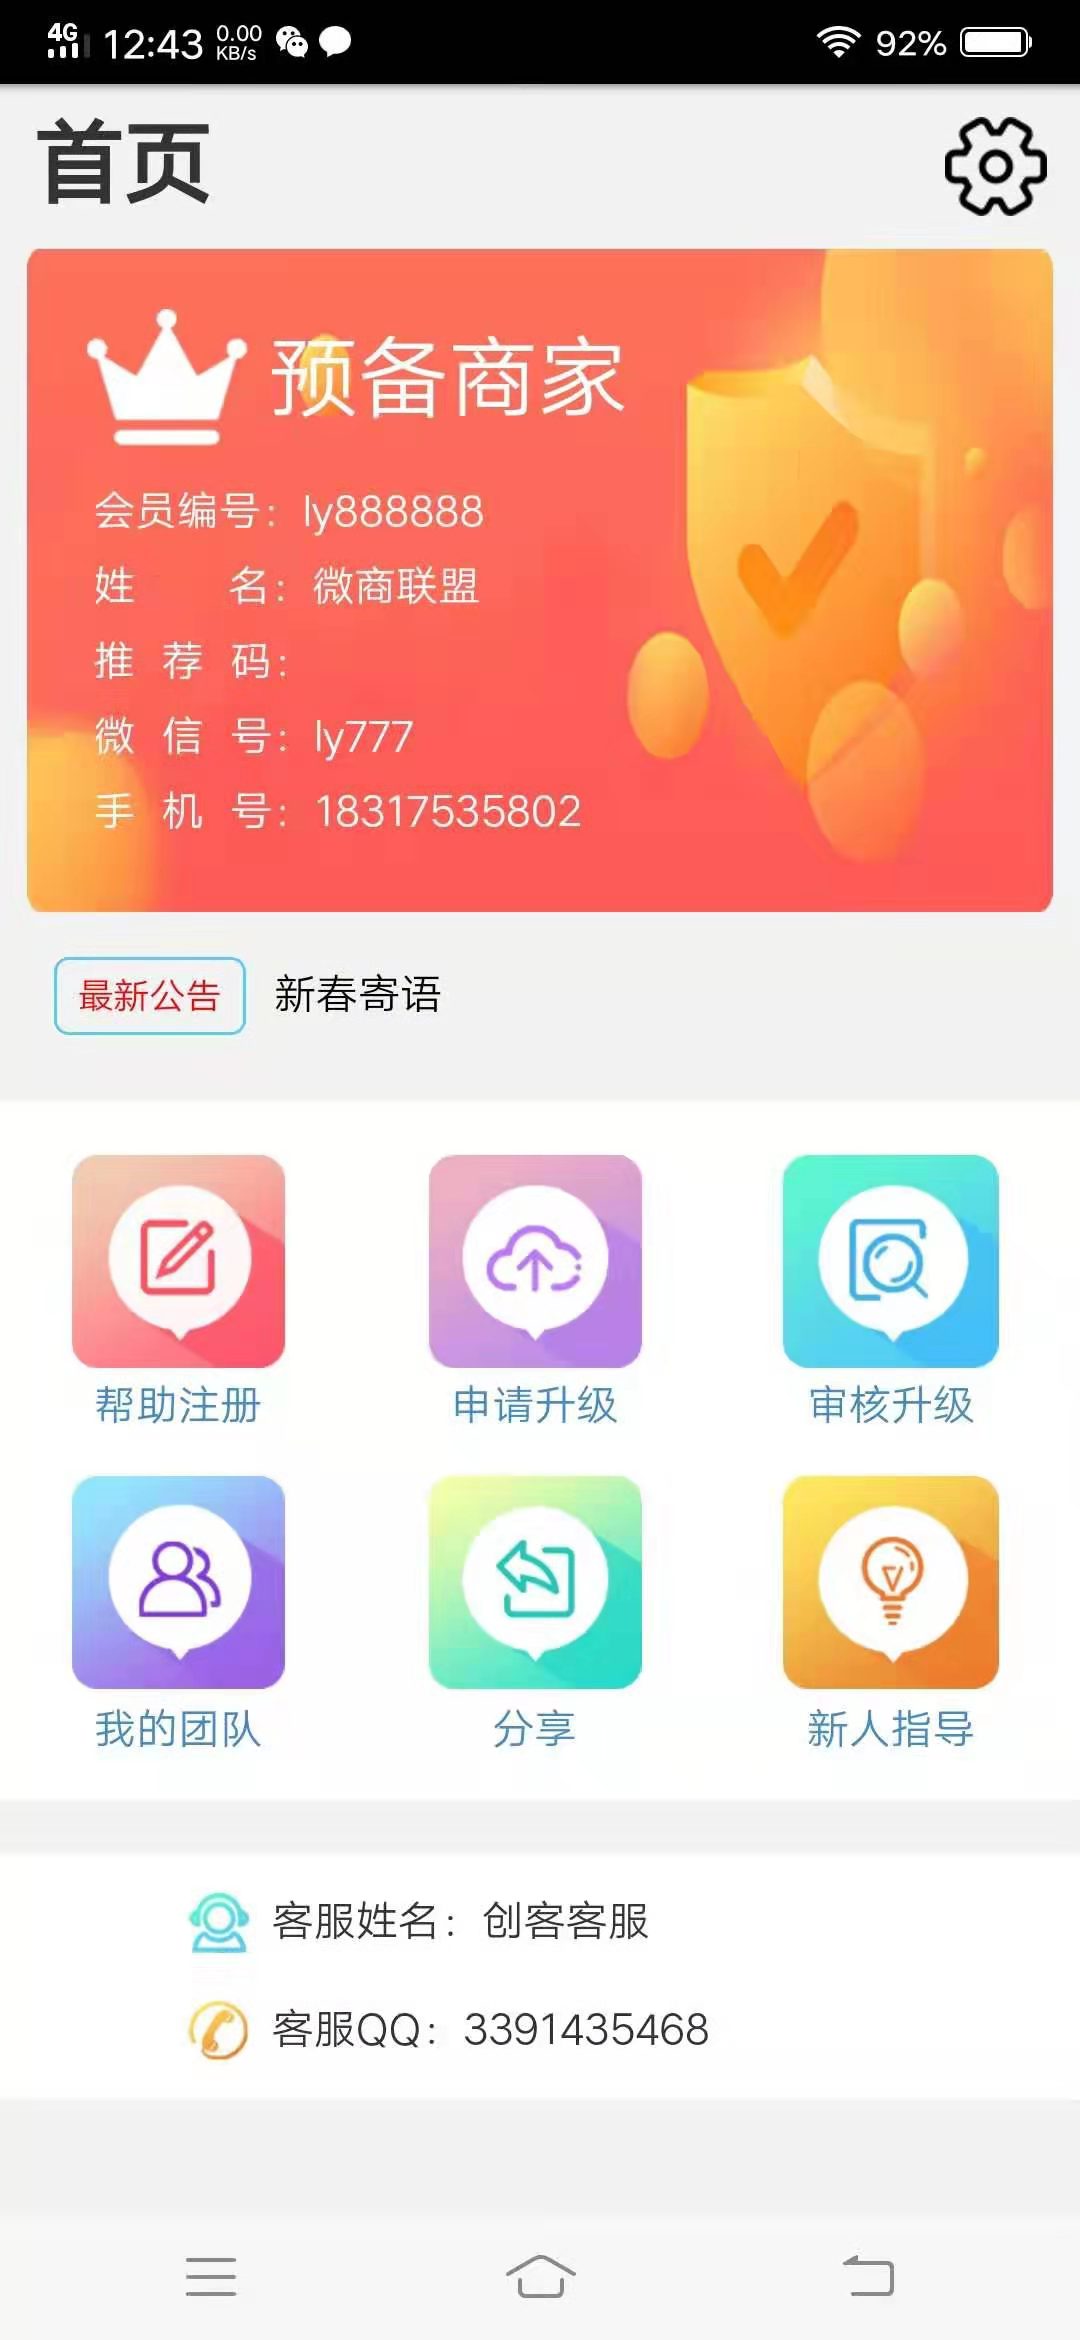 4G 12:43 0.00 KB/s 92%
首页
预备商家
会员编号：ly888888
姓 名：微商联盟
推 荐 码：
微 信 号：ly777
手 机 号：18317535802
最新公告 新春寄语
帮助注册 申请升级 审核升级
我的团队 分享 新人指导
客服姓名：创客客服
客服QQ：3391435468